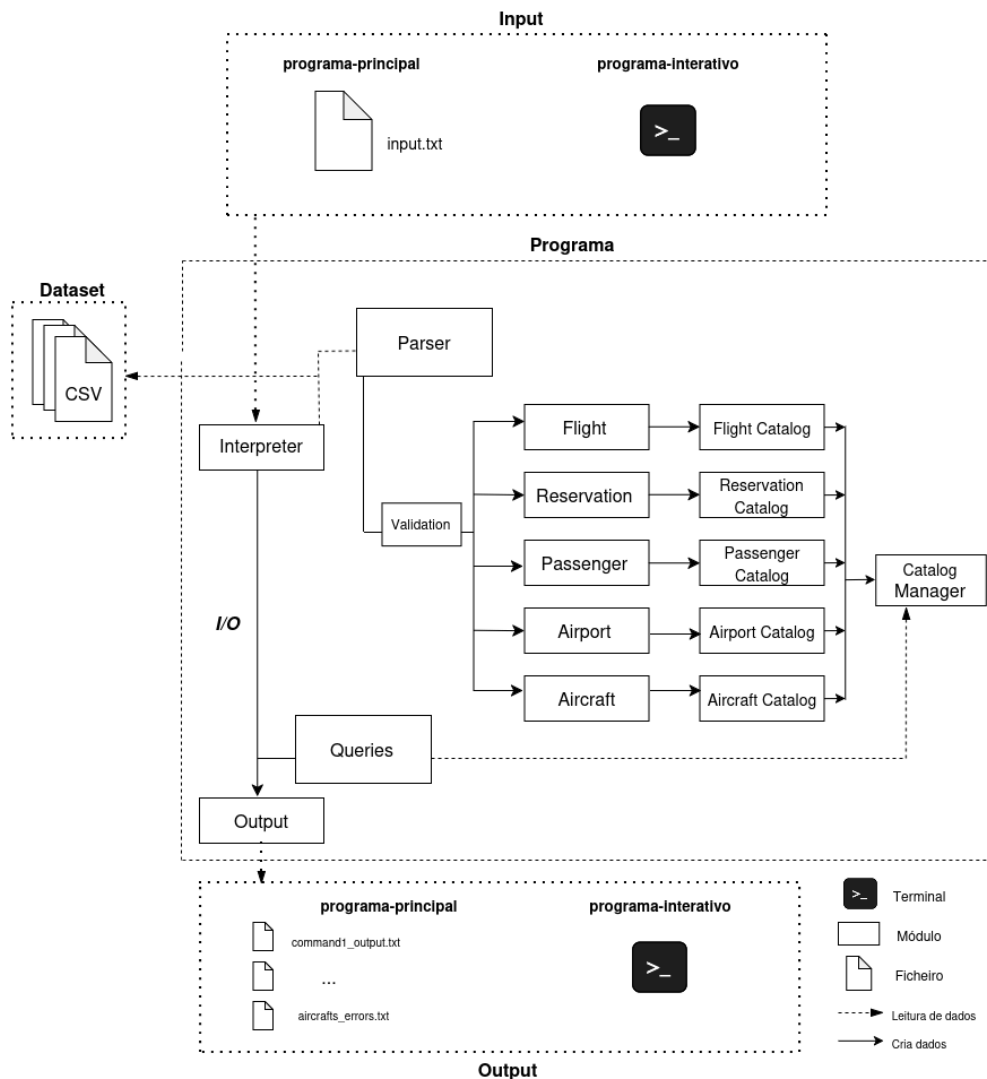 Input
programa-principal
programa-interativo
input.txt
>_
Programa
Dataset
CSV
Parser
Interpreter
Validation
Flight
Flight Catalog
Reservation
Reservation
Catalog
Passenger
Passenger
Catalog
Airport
Airport Catalog
Aircraft
Aircraft Catalog
Catalog
Manager
I/O
Queries
Output
programa-principal
programa-interativo
command1_output.txt
...
aircrafts_errors.txt
>_
Output
>_
Terminal
Módulo
Ficheiro
Leitura de dados
Cria dados